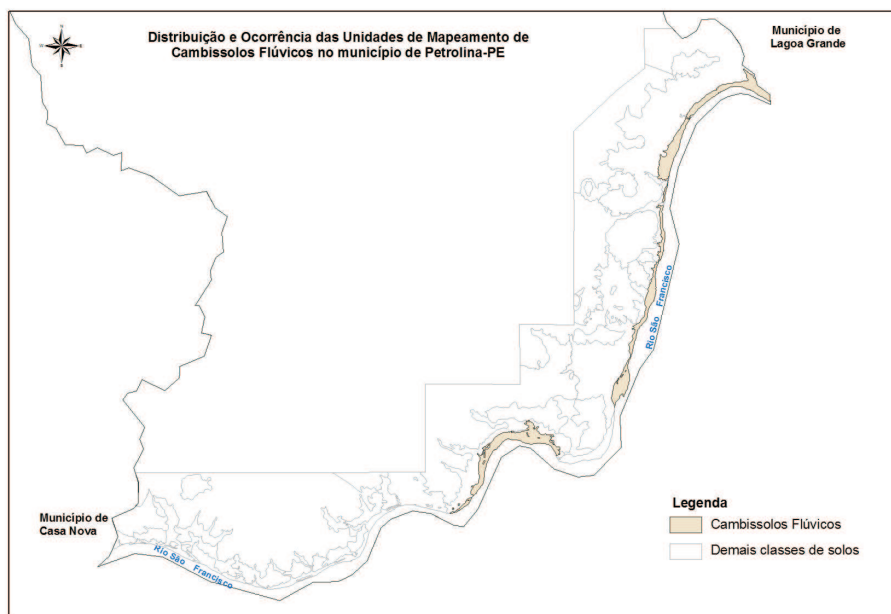 Distribuição e Ocorrência das Unidades de Mapeamento de
Cambissolos Flúvicos no município de Petrolina-PE
Município de
Lagoa Grande
N
W
E
S
Rio São Francisco
Município de
Casa Nova
Rio São Francisco
Legenda
Cambissolos Flúvicos
Demais classes de solos